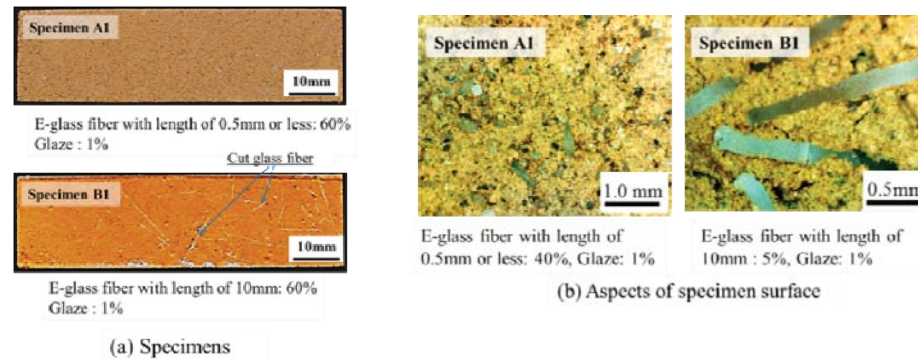 Specimen A1
10mm
E-glass fiber with length of 0.5mm or less: 60%
Glaze : 1%
Cut glass fiber
Specimen B1
10mm
E-glass fiber with length of 10mm: 60%
Glaze : 1%
(a) Specimens
Specimen A1
1.0 mm
E-glass fiber with length of
0.5mm or less: 40%, Glaze: 1%
Specimen B1
0.5mm
E-glass fiber with length of
10mm : 5%, Glaze: 1%
(b) Aspects of specimen surface